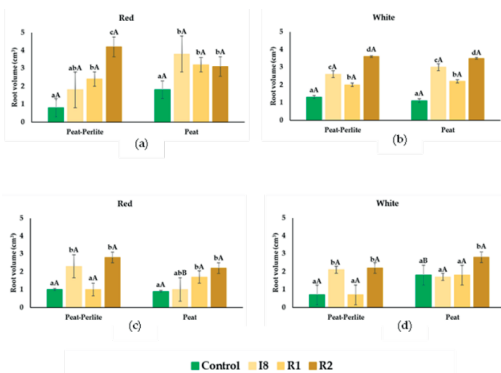 Red
Root volume (cm³)
5
4
3
2
1
0
aA abA bA cA aA bA bA bA
Peat-Perlite Peat
(a)
White
Root volume (cm³)
5
4
3
2
1
0
aA cA bA dA aA cA bA dA
Peat-Perlite Peat
(b)
Red
Root volume (cm³)
5
4
3
2
1
0
aA bA aA bA aA abB bA bA
Peat-Perlite Peat
(c)
White
Root volume (cm³)
5
4
3
2
1
0
aA bA aA bA aB aA aA bA
Peat-Perlite Peat
(d)
Control I8 R1 R2